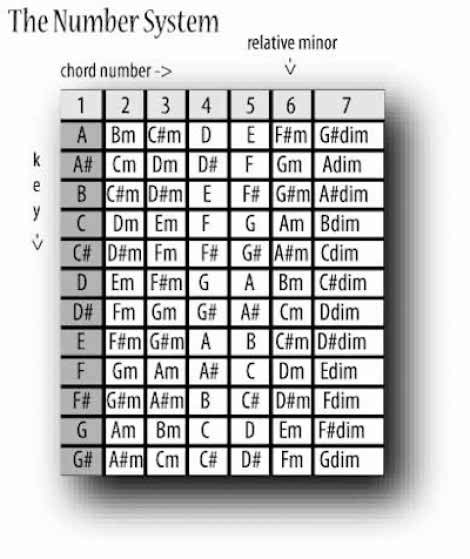 The Number System
relative minor
chord number ->
1 2 3 4 5 6 7
A Bm C#m D E F#m G#dim
A# Cm Dm D# F Gm Adim
B C#m D#m E F# G#m A#dim
C Dm Em F G Am Bdim
C# D#m Fm F# G# A#m Cdim
D Em F#m G A Bm C#dim
D# Fm Gm G# A# Cm Ddim
E F#m G#m A B C#m D#dim
F Gm Am A# C Dm Edim
F# G#m A#m B C# D#m Fdim
G Am Bm C D Em F#dim
G# A#m Cm C# D# Fm Gdim
key